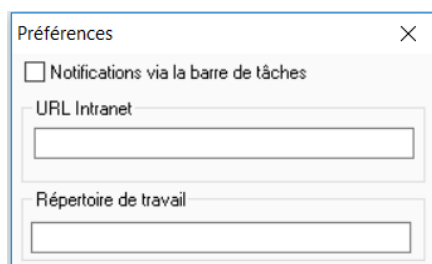 Préférences
Notifications via la barre de tâches
URL Intranet
Répertoire de travail